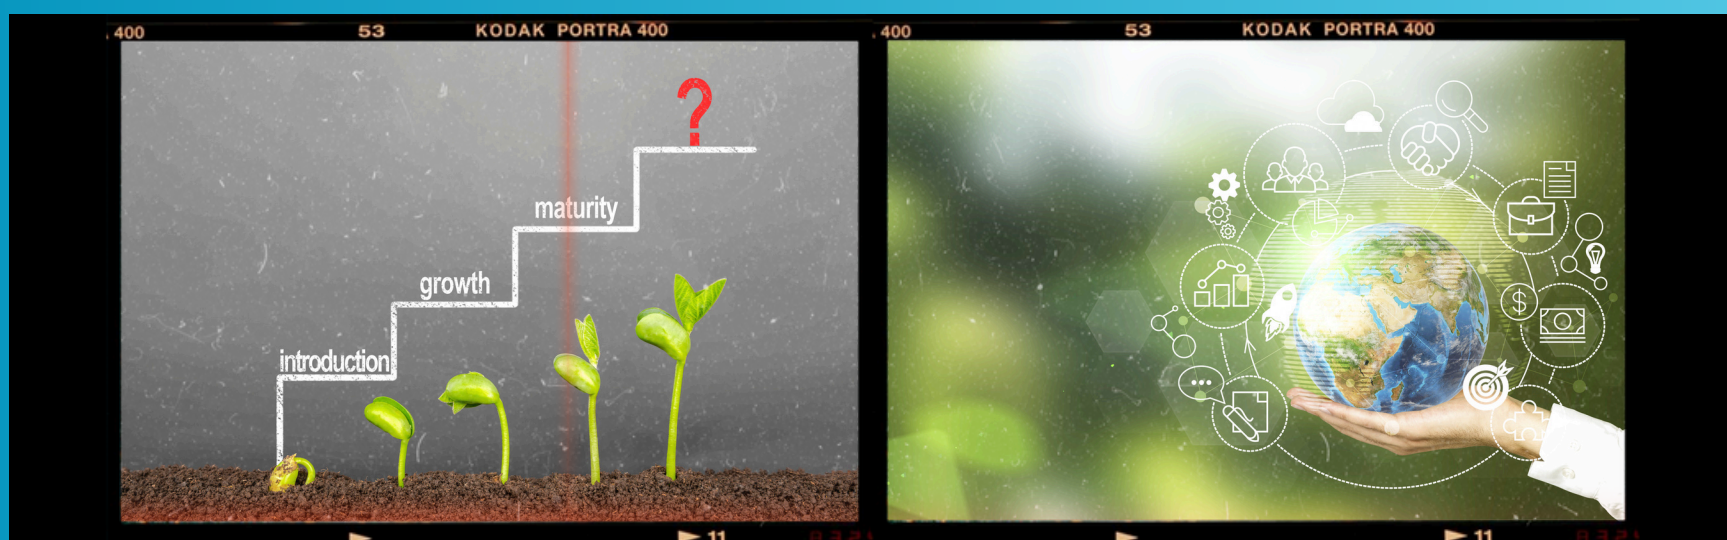 400 53 KODAK PORTRA 400
400 53 KODAK PORTRA 400
?
maturity
growth
introduction
$
11
11